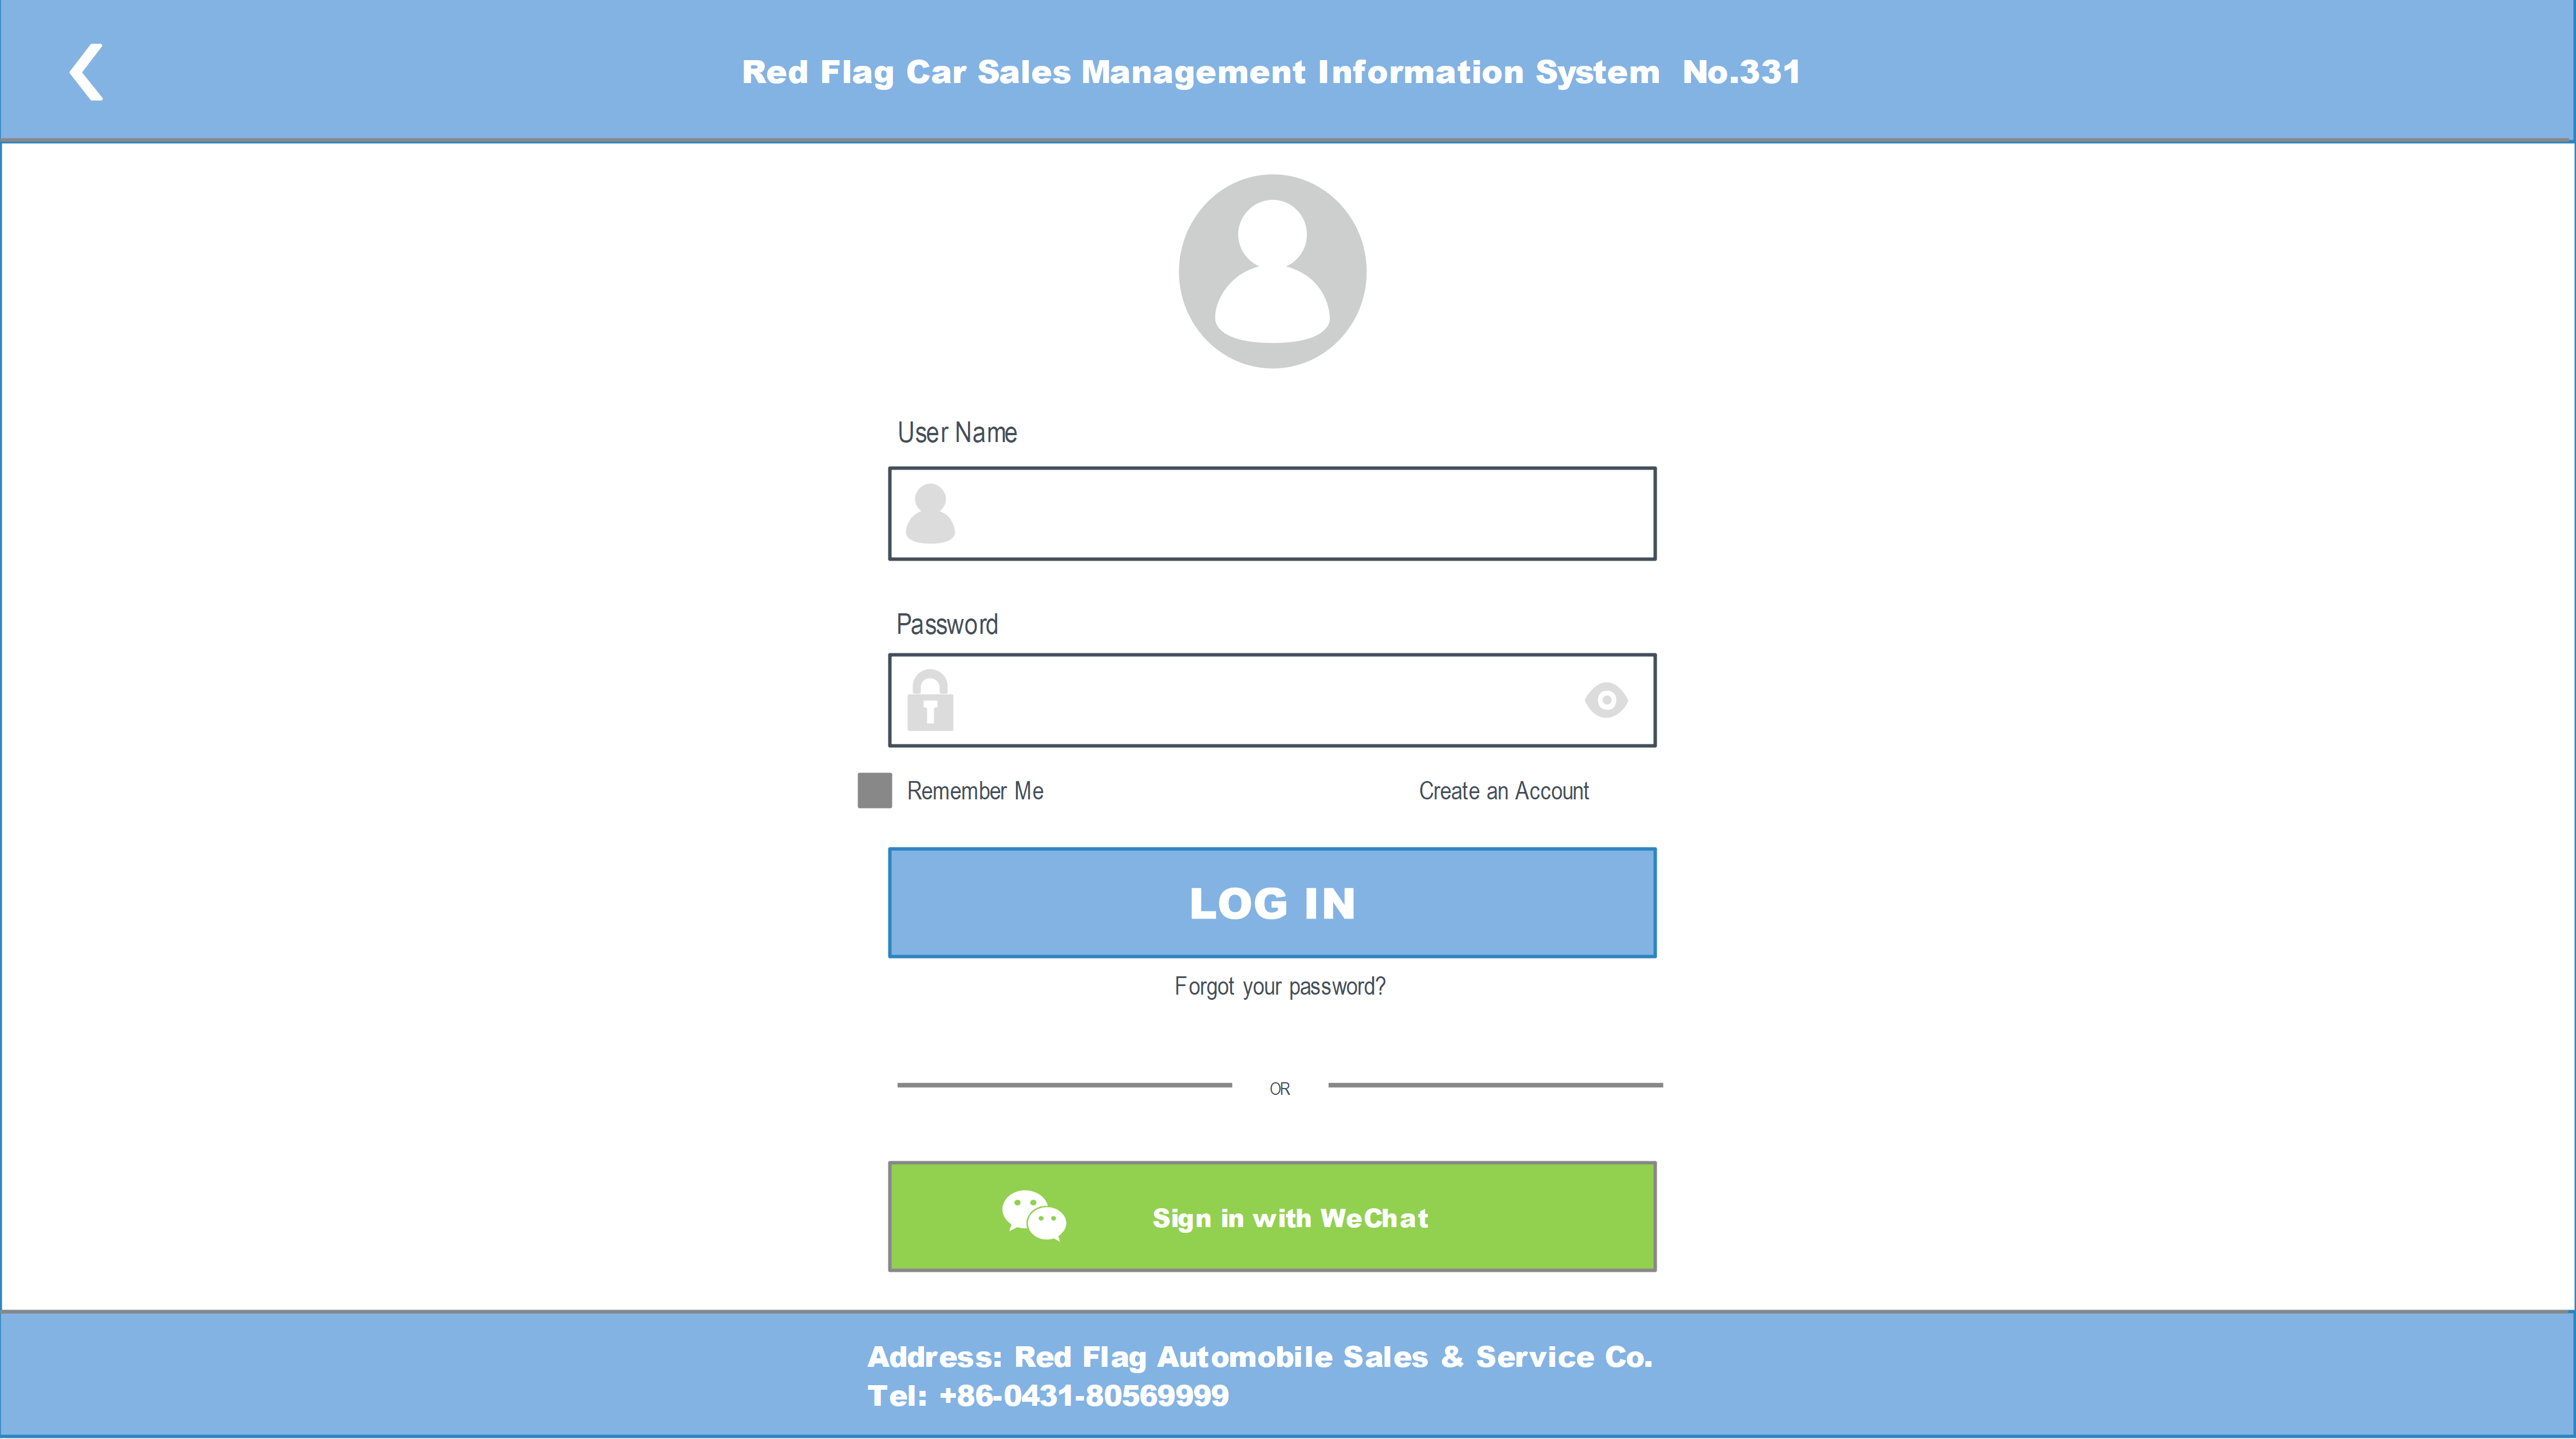 Red Flag Car Sales Management Information System  No.331
User Name
Password
Remember Me
Create an Account
LOG IN
Forgot your password?
OR
Sign in with WeChat
Address: Red Flag Automobile Sales & Service Co.
Tel: +86-0431-80569999